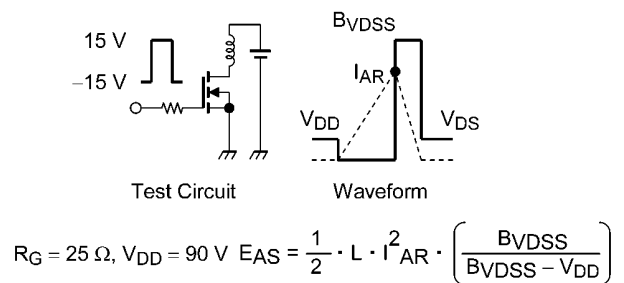 15 V
−15 V
BVDSS
IAR
VDD
VDS
Test Circuit
Waveform
RG = 25 Ω, VDD = 90 V EAS = 1/2 · L · I²AR · (BVDSS / (BVDSS − VDD))